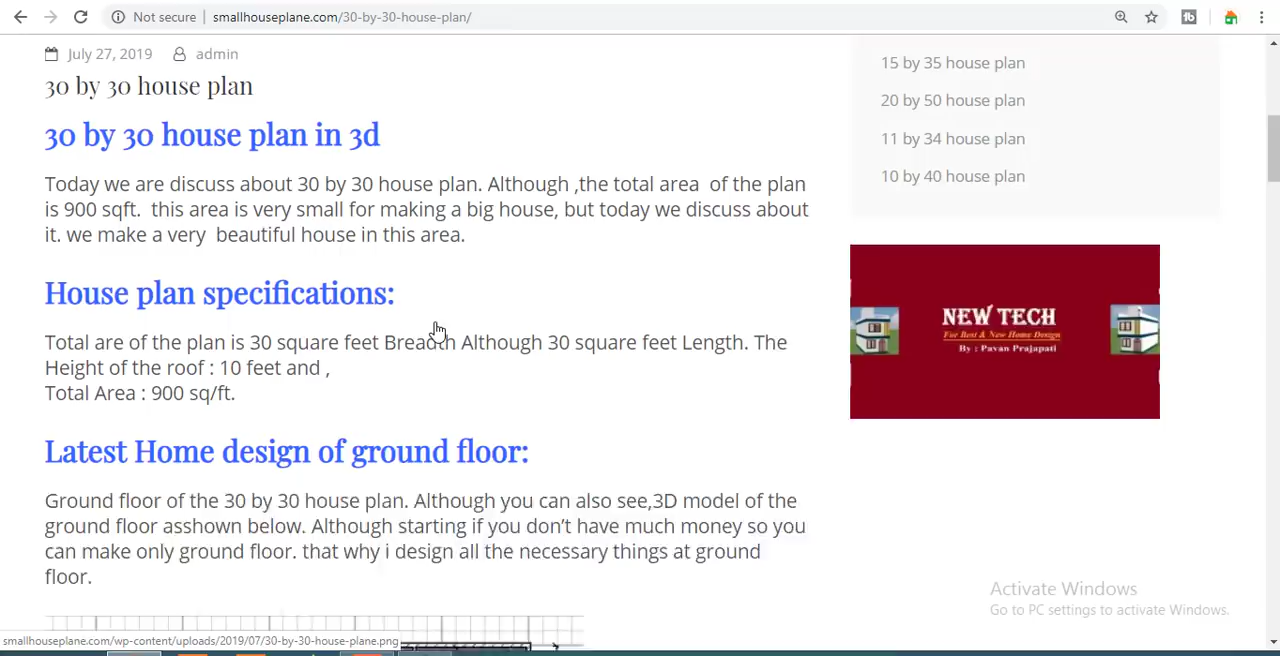 Not secure | smallhouseplane.com/30-by-30-house-plan/
July 27, 2019 admin
30 by 30 house plan
30 by 30 house plan in 3d
Today we are discuss about 30 by 30 house plan. Although ,the total area of the plan
is 900 sqft. this area is very small for making a big house, but today we discuss about
it. we make a very beautiful house in this area.
House plan specifications:
Total are of the plan is 30 square feet Breadth Although 30 square feet Length. The
Height of the roof : 10 feet and ,
Total Area : 900 sq/ft.
Latest Home design of ground floor:
Ground floor of the 30 by 30 house plan. Although you can also see,3D model of the
ground floor asshown below. Although starting if you don’t have much money so you
can make only ground floor. that why i design all the necessary things at ground
floor.
15 by 35 house plan
20 by 50 house plan
11 by 34 house plan
10 by 40 house plan
NEW TECH
For Best & New Home Design
By : Pavan Prajapati
Activate Windows
Go to PC settings to activate Windows.
smallhouseplane.com/wp-content/uploads/2019/07/30-by-30-house-plane.png